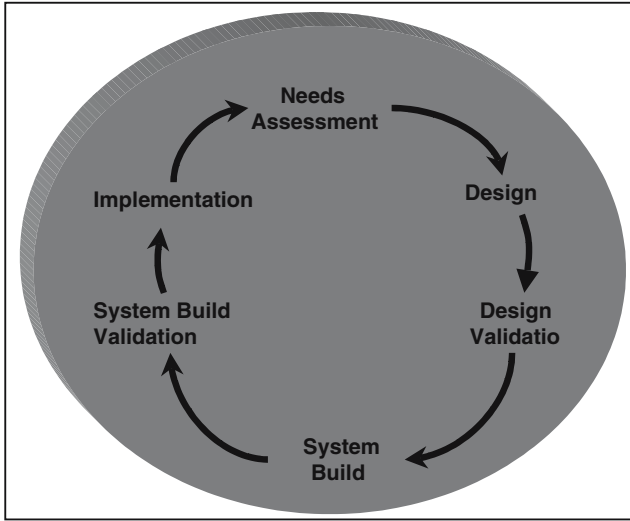 Needs
Assessment
Design
Design
Validatio
System
Build
System Build
Validation
Implementation